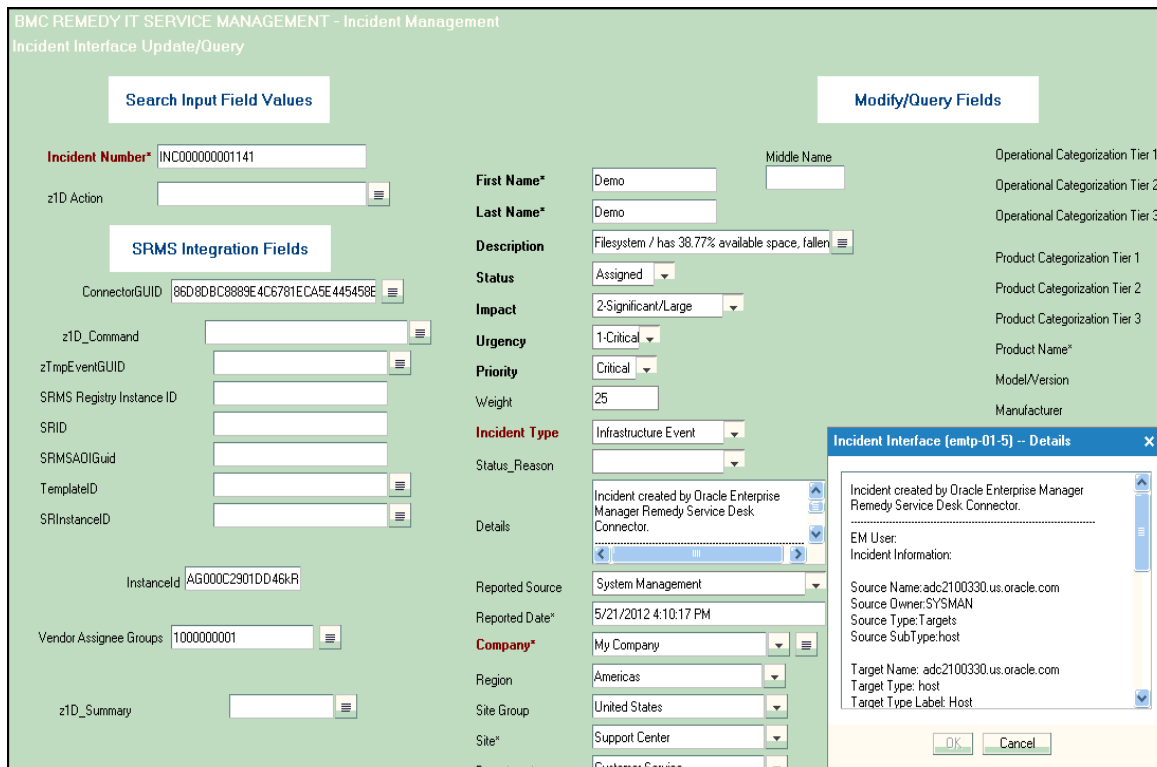 BMC REMEDY IT SERVICE MANAGEMENT - Incident Management
Incident Interface Update/Query
Search Input Field Values
Modify/Query Fields
Incident Number* INC000000001141
z1D Action
SRMS Integration Fields
ConnectorGUID 86D8DBC8889E4C6781ECA5E445458E
z1D_Command
zTmpEventGUID
SRMS Registry Instance ID
SRID
SRMSAOIGuid
TemplateID
SRInstanceID
InstanceId AG000C2901DD46kR
Vendor Assignee Groups 1000000001
z1D_Summary
Middle Name
First Name* Demo
Last Name* Demo
Description Filesystem / has 38.77% available space, fallen
Status Assigned
Impact 2-Significant/Large
Urgency 1-Critical
Priority Critical
Weight 25
Incident Type Infrastructure Event
Status_Reason
Details
Incident created by Oracle Enterprise
Manager Remedy Service Desk
Connector.
Reported Source System Management
Reported Date* 5/21/2012 4:10:17 PM
Company* My Company
Region Americas
Site Group United States
Site* Support Center
Operational Categorization Tier 1
Operational Categorization Tier 2
Operational Categorization Tier 3
Product Categorization Tier 1
Product Categorization Tier 2
Product Categorization Tier 3
Product Name*
Model/Version
Manufacturer
Incident Interface (emtp-01-5) -- Details
Incident created by Oracle Enterprise Manager
Remedy Service Desk Connector.
--------------------------------------------------------------
EM User:
Incident Information:
Source Name:adc2100330.us.oracle.com
Source Owner:SYSMAN
Source Type:Targets
Source SubType:host
Target Name: adc2100330.us.oracle.com
Target Type: host
Target Type Label: Host
OK Cancel